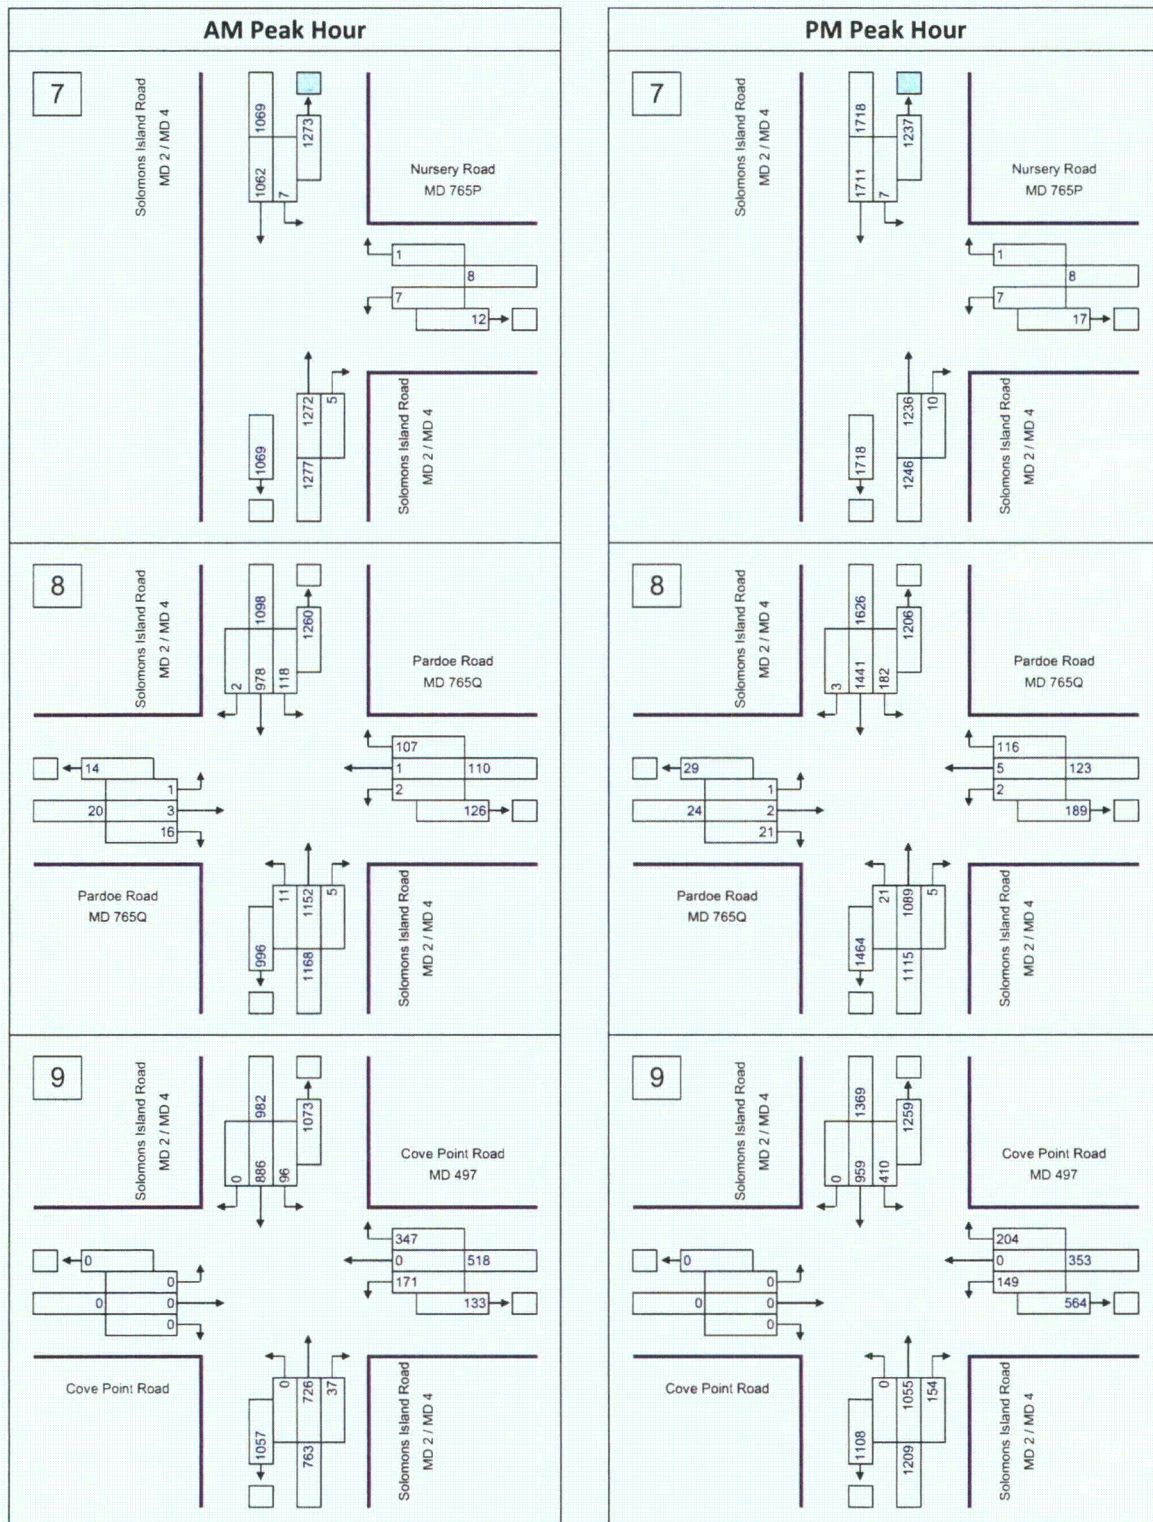 AM Peak Hour
7
Solomons Island Road
MD 2 / MD 4
1069
1062
7
1273
Nursery Road
MD 765P
1
8
7
12
1272
5
1277
1069
Solomons Island Road
MD 2 / MD 4
8
Solomons Island Road
MD 2 / MD 4
1098
2
978
118
1260
Pardoe Road
MD 765Q
14
1
20
3
16
107
1
110
2
126
Pardoe Road
MD 765Q
11
1152
5
996
1168
Solomons Island Road
MD 2 / MD 4
9
Solomons Island Road
MD 2 / MD 4
982
0
886
96
1073
Cove Point Road
MD 497
0
0
0
0
0
347
0
518
171
133
Cove Point Road
0
726
37
1057
763
Solomons Island Road
MD 2 / MD 4
PM Peak Hour
7
Solomons Island Road
MD 2 / MD 4
1718
1711
7
1237
Nursery Road
MD 765P
1
8
7
17
1236
10
1246
1718
Solomons Island Road
MD 2 / MD 4
8
Solomons Island Road
MD 2 / MD 4
1626
3
1441
182
1206
Pardoe Road
MD 765Q
29
1
24
2
21
116
5
123
2
189
Pardoe Road
MD 765Q
21
1089
5
1464
1115
Solomons Island Road
MD 2 / MD 4
9
Solomons Island Road
MD 2 / MD 4
1369
0
959
410
1259
Cove Point Road
MD 497
0
0
0
0
0
204
0
353
149
564
Cove Point Road
0
1055
154
1108
1209
Solomons Island Road
MD 2 / MD 4